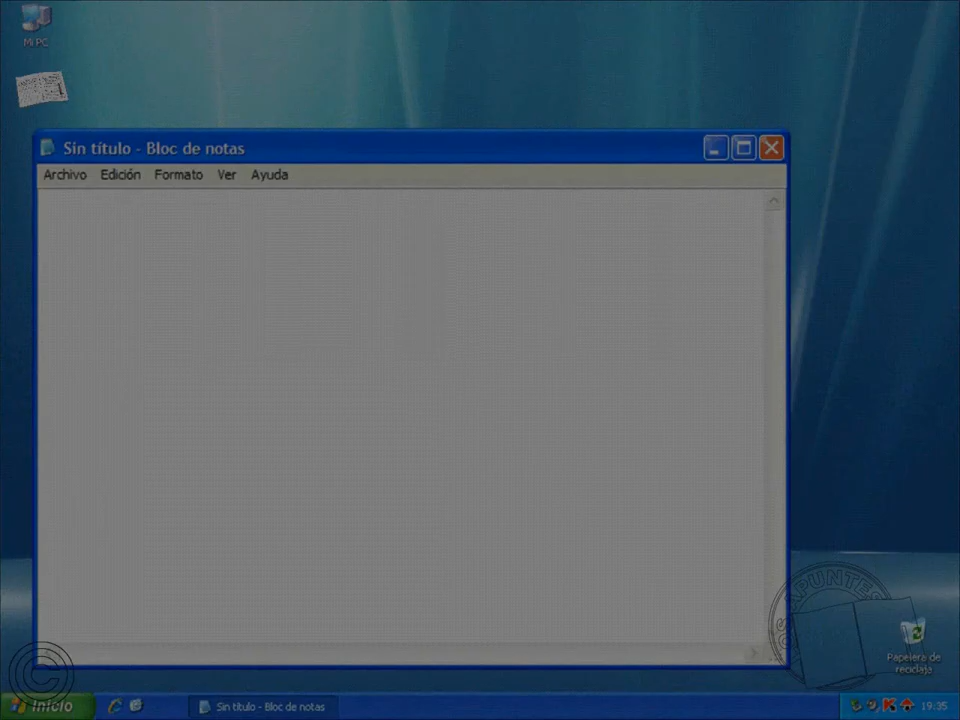 Mi PC
Sin título - Bloc de notas
Archivo Edición Formato Ver Ayuda
APUNTES
Papelera de
reciclaje
Inicio
Sin título - Bloc de notas
19:35